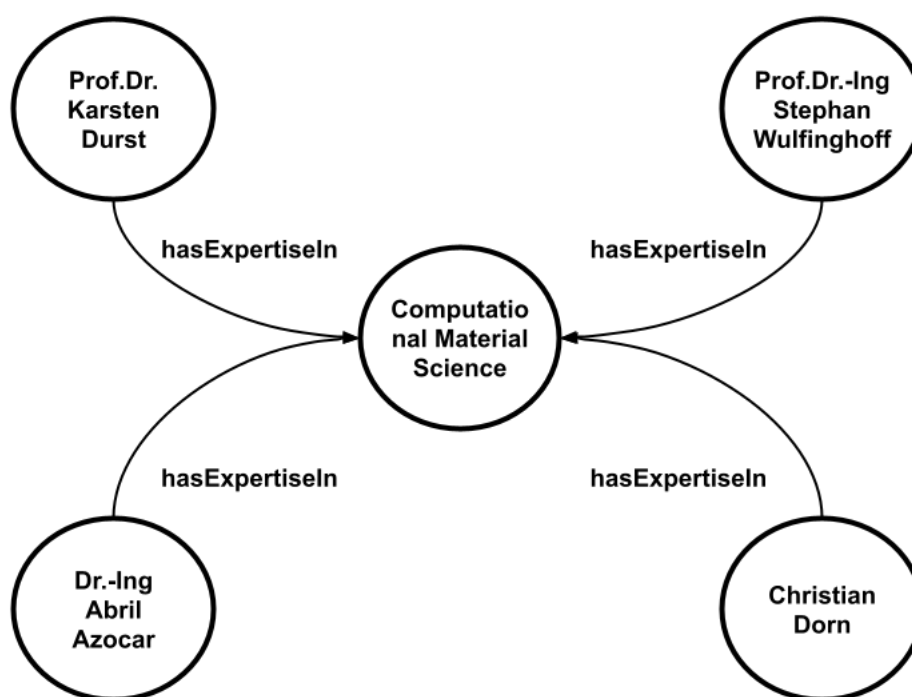 Prof.Dr.
Karsten
Durst
Prof.Dr.-Ing
Stephan
Wulfinghoff
hasExpertiseIn
hasExpertiseIn
Computatio
nal Material
Science
hasExpertiseIn
hasExpertiseIn
Dr.-Ing
Abril
Azocar
Christian
Dorn